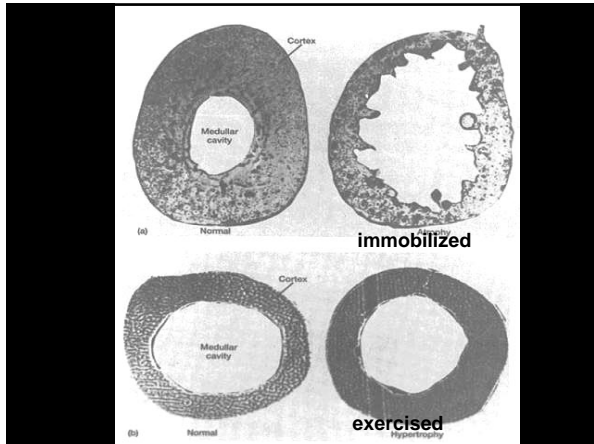 Cortex
Medullar
cavity
(a)
Normal
Atrophy
immobilized
Cortex
Medullar
cavity
(b)
Normal
Hypertrophy
exercised